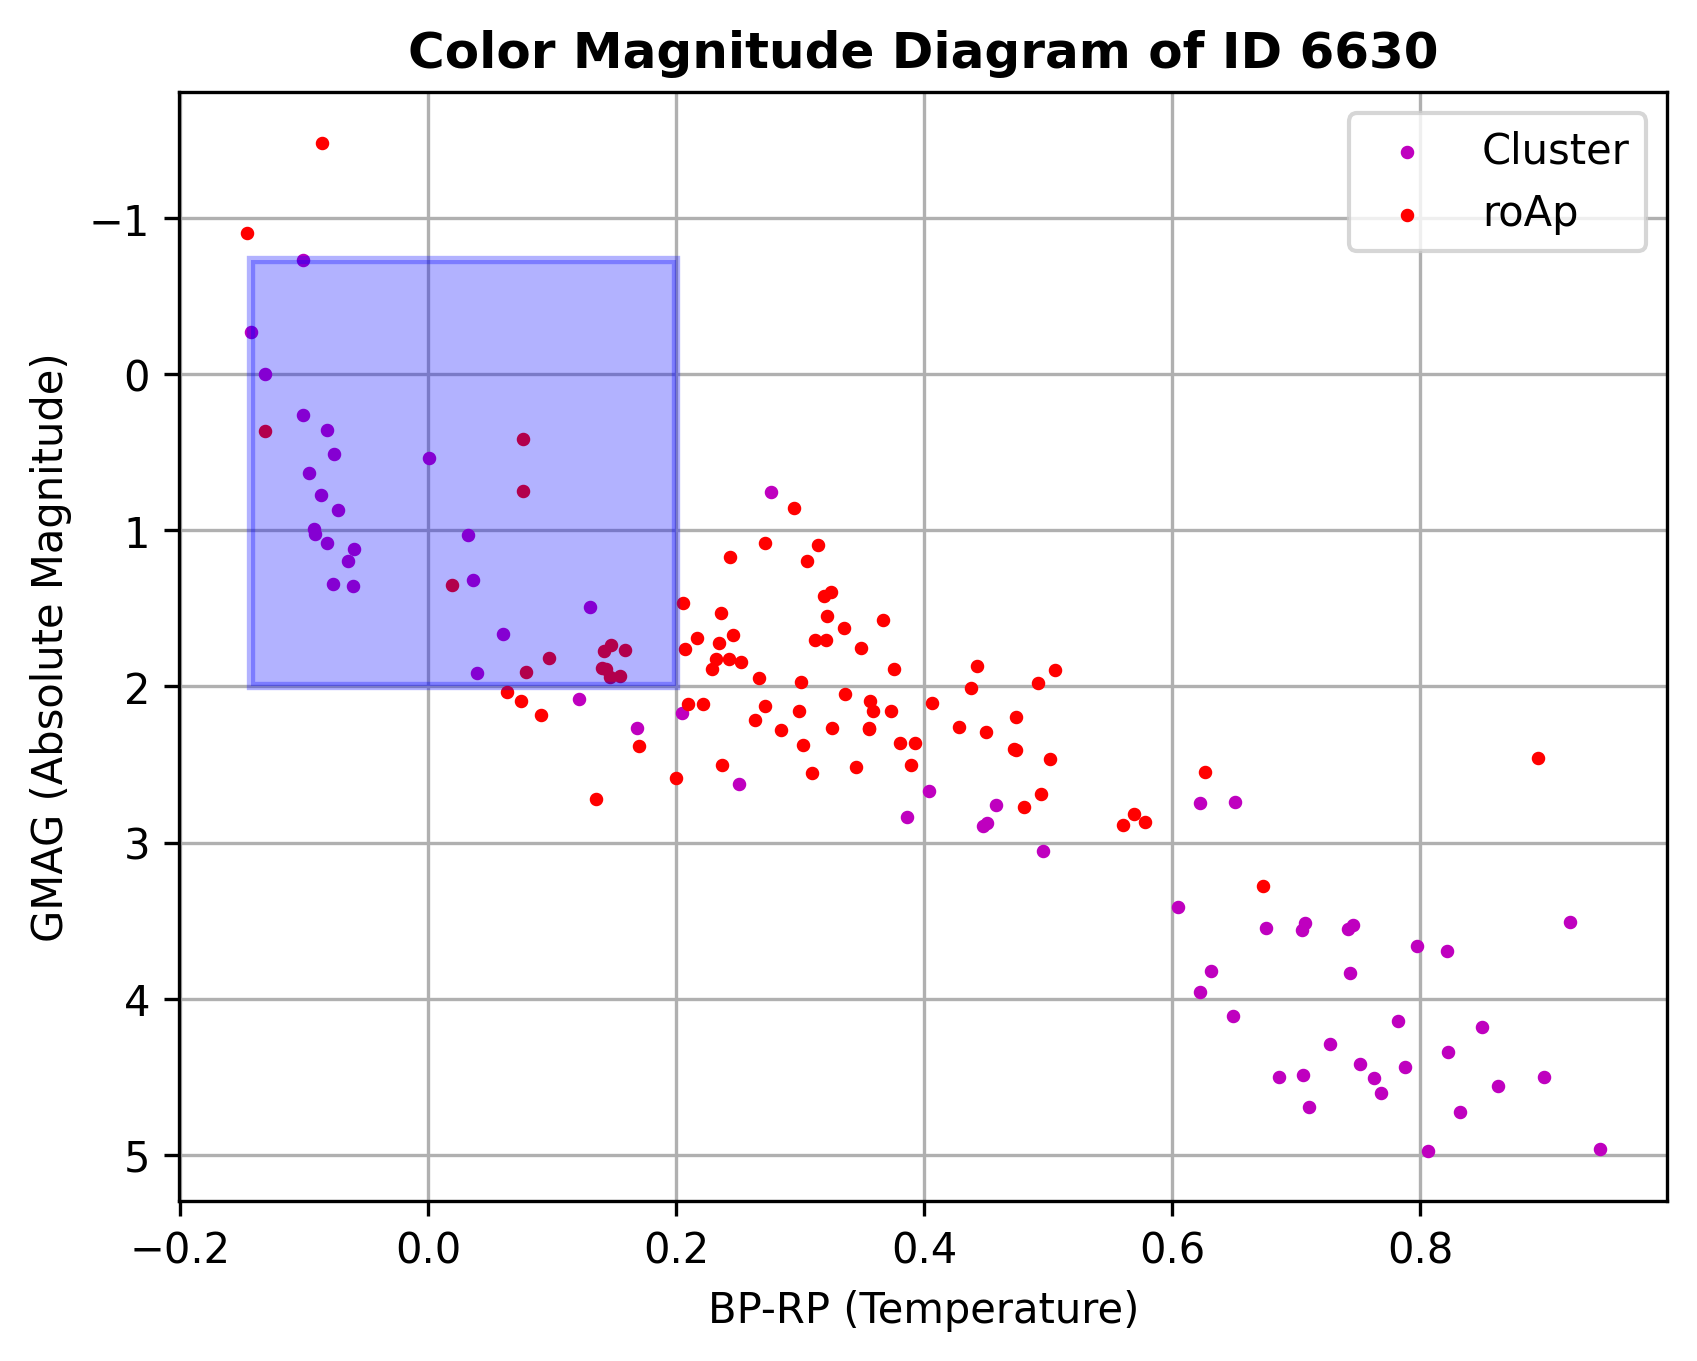 Color Magnitude Diagram of ID 6630
Cluster
roAp
GMAG (Absolute Magnitude)
−1
0
1
2
3
4
5
−0.2 0.0 0.2 0.4 0.6 0.8
BP-RP (Temperature)